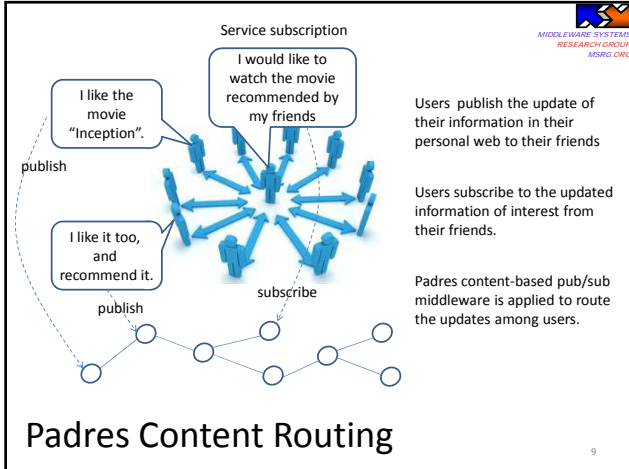 Service subscription
MIDDLEWARE SYSTEMS
RESEARCH GROUP
MSRG.ORG
I would like to
watch the movie
recommended by
my friends
I like the
movie
“Inception”.
publish
I like it too,
and
recommend it.
publish
subscribe
Users publish the update of
their information in their
personal web to their friends
Users subscribe to the updated
information of interest from
their friends.
Padres content-based pub/sub
middleware is applied to route
the updates among users.
Padres Content Routing
9